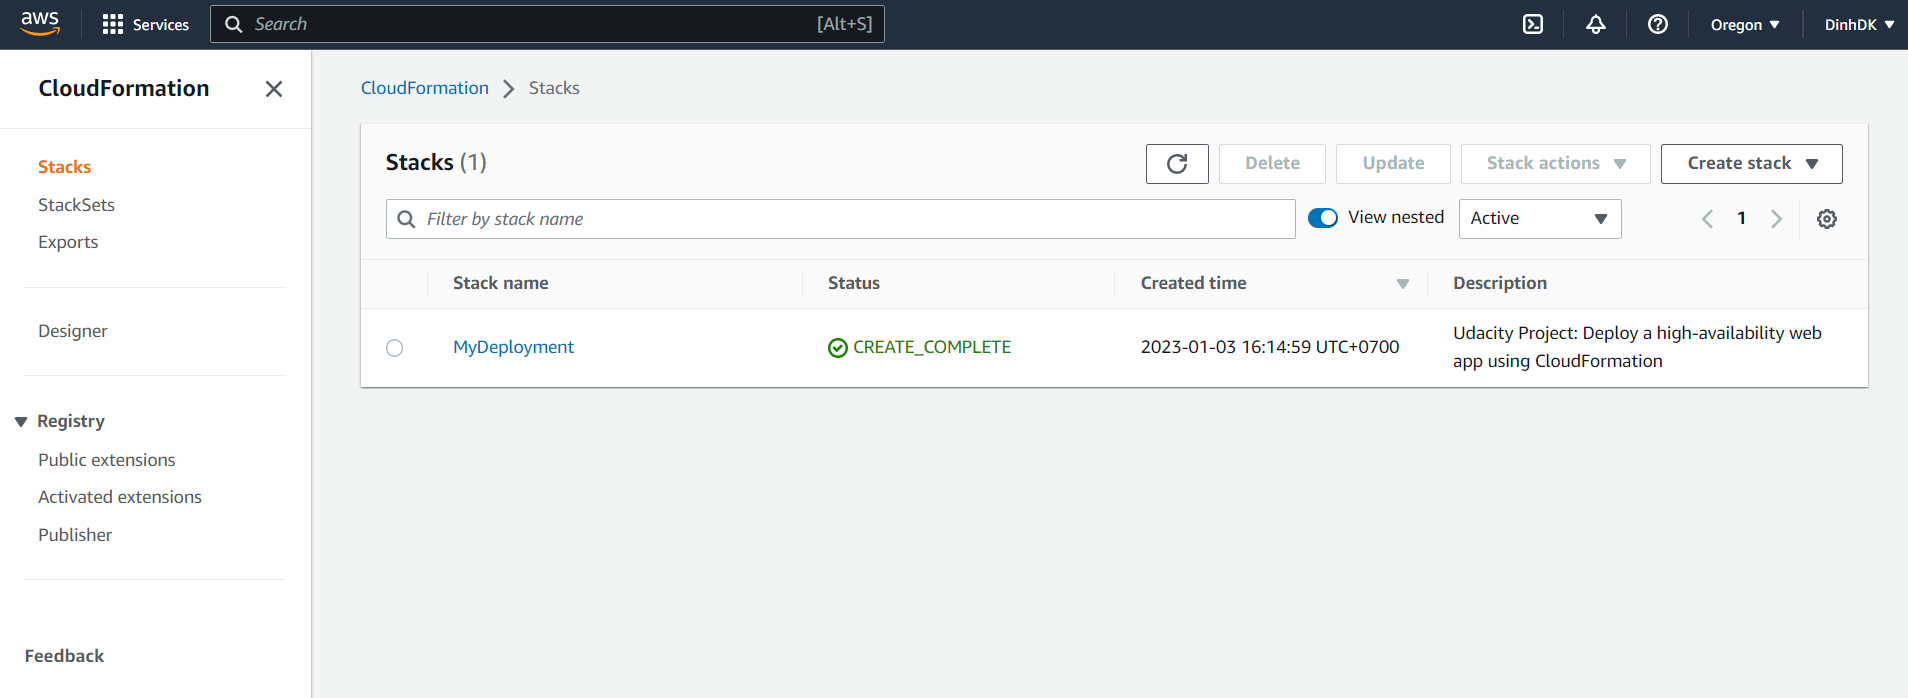 aws Services Search [Alt+S] Oregon DinhDK
CloudFormation
CloudFormation Stacks
Stacks
StackSets
Exports
Designer
Registry
Public extensions
Activated extensions
Publisher
Feedback
Stacks (1)
Delete Update Stack actions Create stack
Filter by stack name View nested Active 1
Stack name Status Created time Description
MyDeployment CREATE_COMPLETE 2023-01-03 16:14:59 UTC+0700 Udacity Project: Deploy a high-availability web
app using CloudFormation